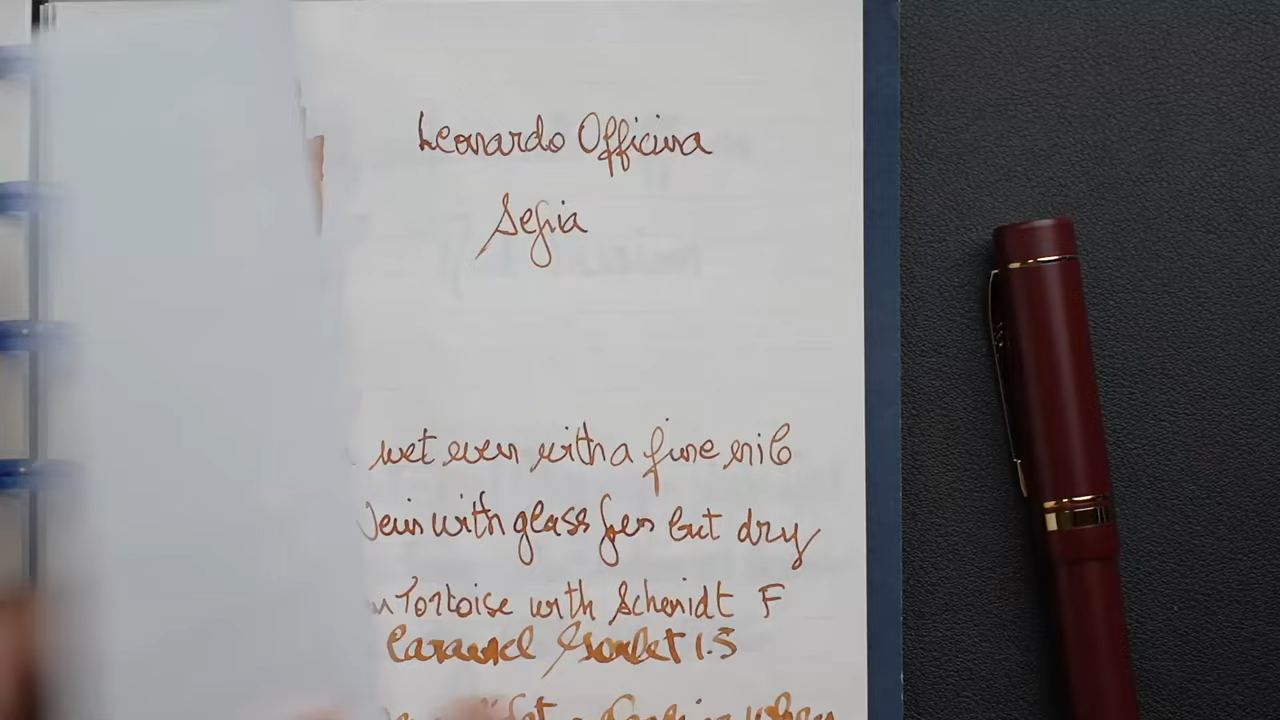 Leonardo Officina
Sepia
wet even with a fine nib
with glass pen but dry
Tortoise with Schmidt F
Caramel Sorbet 1.5